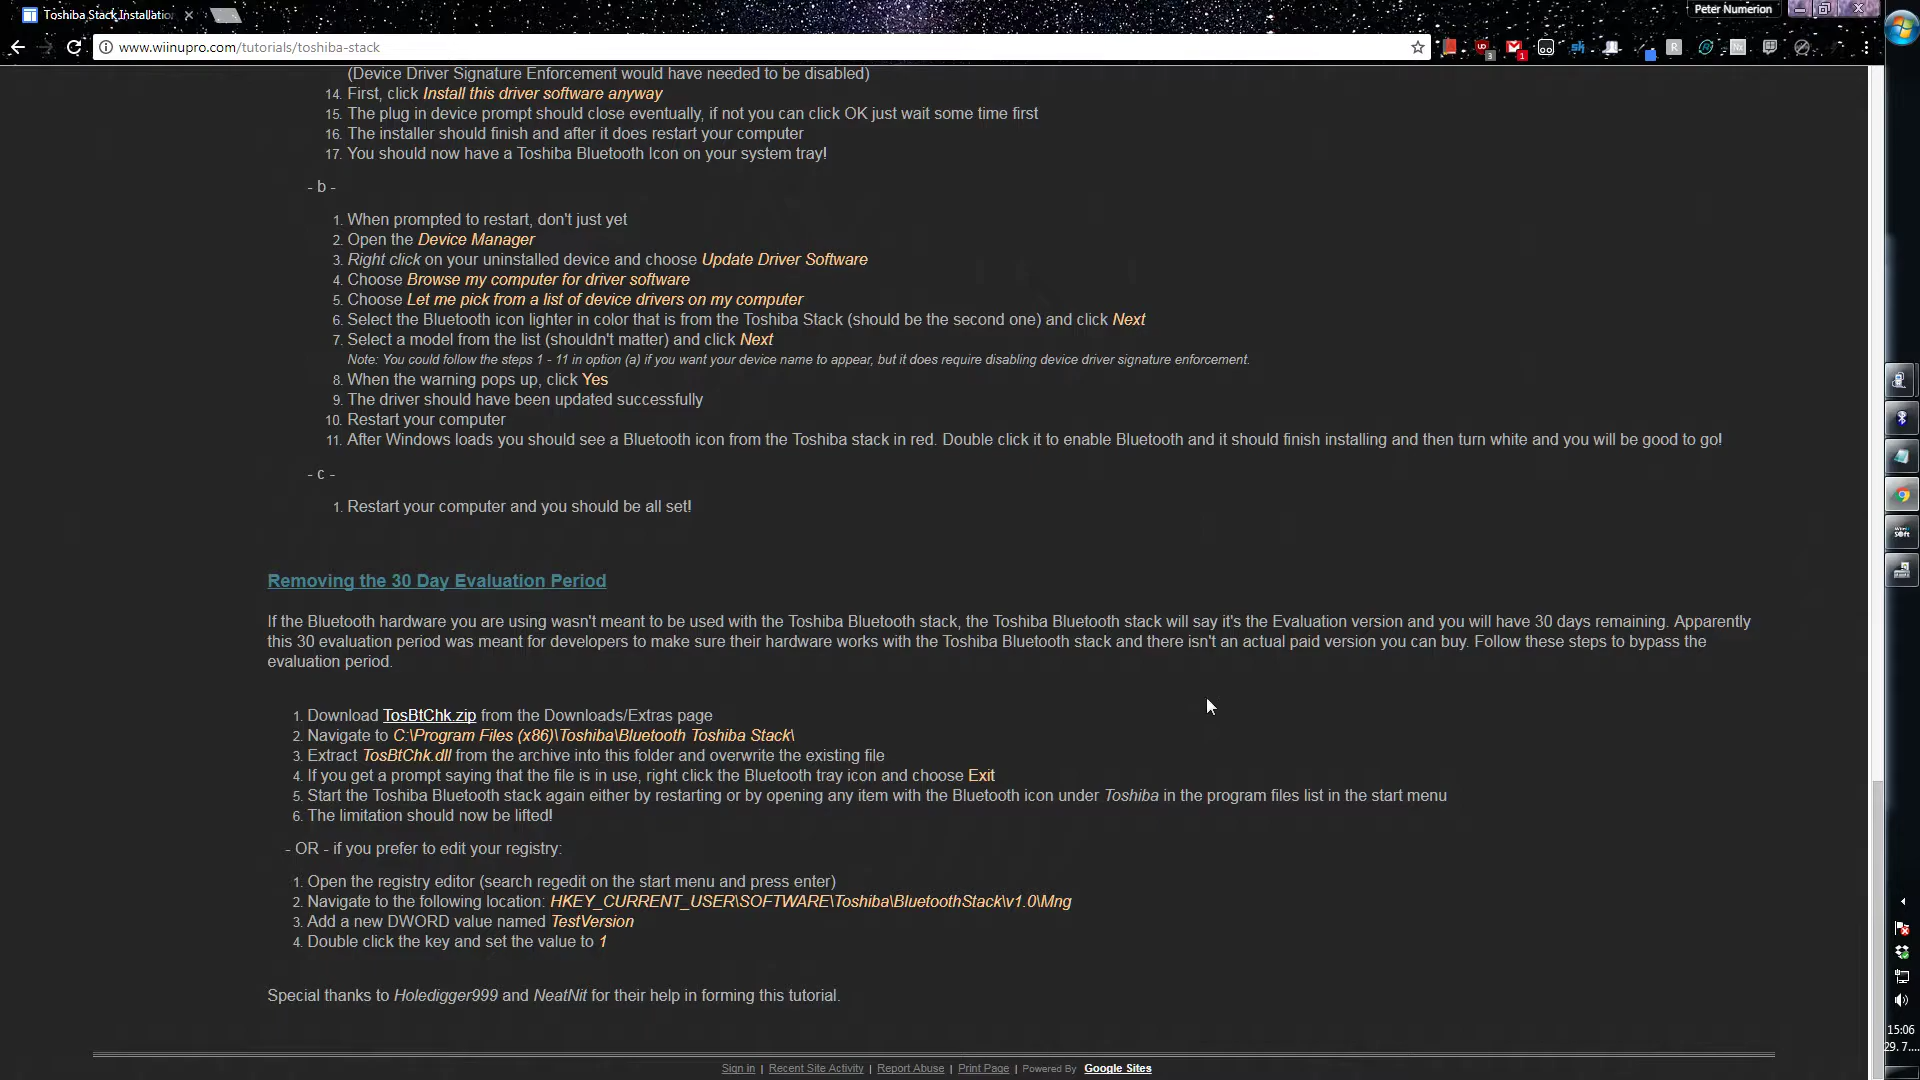 Toshiba Stack Installatio
Peter Numerion
www.wiinupro.com/tutorials/toshiba-stack
(Device Driver Signature Enforcement would have needed to be disabled)
14. First, click Install this driver software anyway
15. The plug in device prompt should close eventually, if not you can click OK just wait some time first
16. The installer should finish and after it does restart your computer
17. You should now have a Toshiba Bluetooth Icon on your system tray!
- b -
1. When prompted to restart, don't just yet
2. Open the Device Manager
3. Right click on your uninstalled device and choose Update Driver Software
4. Choose Browse my computer for driver software
5. Choose Let me pick from a list of device drivers on my computer
6. Select the Bluetooth icon lighter in color that is from the Toshiba Stack (should be the second one) and click Next
7. Select a model from the list (shouldn't matter) and click Next
Note: You could follow the steps 1 - 11 in option (a) if you want your device name to appear, but it does require disabling device driver signature enforcement.
8. When the warning pops up, click Yes
9. The driver should have been updated successfully
10. Restart your computer
11. After Windows loads you should see a Bluetooth icon from the Toshiba stack in red. Double click it to enable Bluetooth and it should finish installing and then turn white and you will be good to go!
- c -
1. Restart your computer and you should be all set!
Removing the 30 Day Evaluation Period
If the Bluetooth hardware you are using wasn't meant to be used with the Toshiba Bluetooth stack, the Toshiba Bluetooth stack will say it's the Evaluation version and you will have 30 days remaining. Apparently
this 30 evaluation period was meant for developers to make sure their hardware works with the Toshiba Bluetooth stack and there isn't an actual paid version you can buy. Follow these steps to bypass the
evaluation period.
1. Download TosBtChk.zip from the Downloads/Extras page
2. Navigate to C:\Program Files (x86)\Toshiba\Bluetooth Toshiba Stack\
3. Extract TosBtChk.dll from the archive into this folder and overwrite the existing file
4. If you get a prompt saying that the file is in use, right click the Bluetooth tray icon and choose Exit
5. Start the Toshiba Bluetooth stack again either by restarting or by opening any item with the Bluetooth icon under Toshiba in the program files list in the start menu
6. The limitation should now be lifted!
- OR - if you prefer to edit your registry:
1. Open the registry editor (search regedit on the start menu and press enter)
2. Navigate to the following location: HKEY_CURRENT_USER\SOFTWARE\Toshiba\BluetoothStack\v1.0\Mng
3. Add a new DWORD value named TestVersion
4. Double click the key and set the value to 1
Special thanks to Holedigger999 and NeatNit for their help in forming this tutorial.
Sign in | Recent Site Activity | Report Abuse | Print Page | Powered By Google Sites
15:06
29. 7....